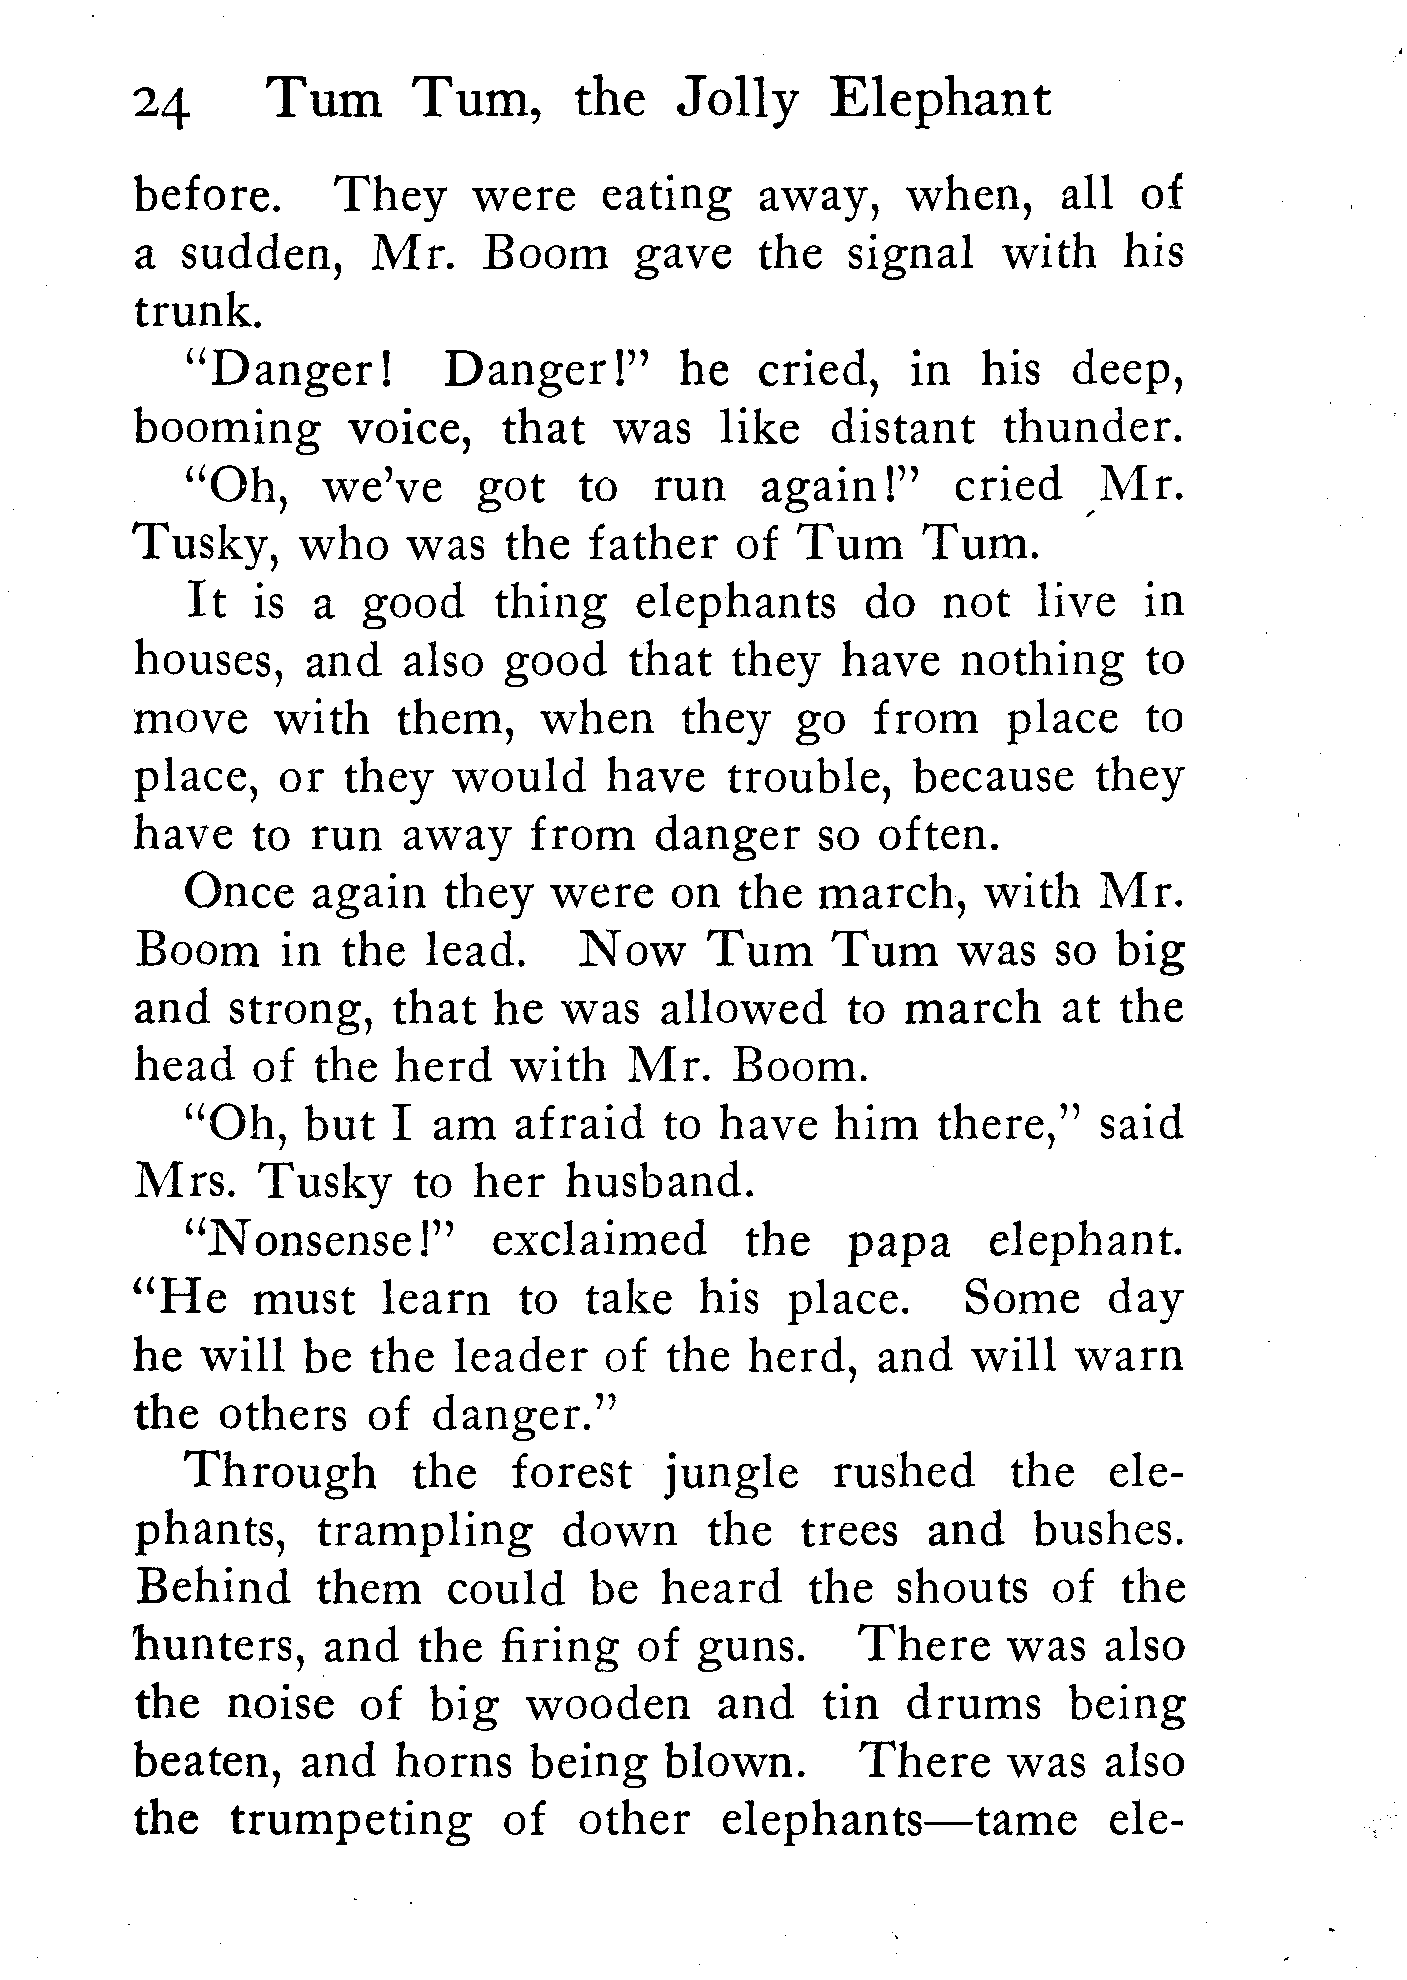 24 Tum Tum, the Jolly Elephant
before. They were eating away, when, all of
a sudden, Mr. Boom gave the signal with his
trunk.
“Danger! Danger!” he cried, in his deep,
booming voice, that was like distant thunder.
“Oh, we’ve got to run again!” cried Mr.
Tusky, who was the father of Tum Tum.
It is a good thing elephants do not live in
houses, and also good that they have nothing to
move with them, when they go from place to
place, or they would have trouble, because they
have to run away from danger so often.
Once again they were on the march, with Mr.
Boom in the lead. Now Tum Tum was so big
and strong, that he was allowed to march at the
head of the herd with Mr. Boom.
“Oh, but I am afraid to have him there,” said
Mrs. Tusky to her husband.
“Nonsense!” exclaimed the papa elephant.
“He must learn to take his place. Some day
he will be the leader of the herd, and will warn
the others of danger.”
Through the forest jungle rushed the ele-
phants, trampling down the trees and bushes.
Behind them could be heard the shouts of the
hunters, and the firing of guns. There was also
the noise of big wooden and tin drums being
beaten, and horns being blown. There was also
the trumpeting of other elephants—tame ele-